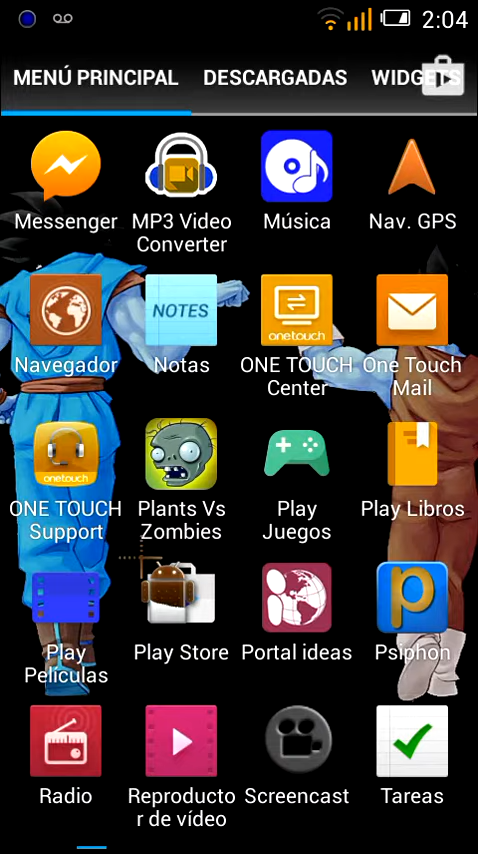 2:04
MENÚ PRINCIPAL DESCARGADAS WIDGETS
Messenger MP3 Video Converter Música Nav. GPS
NOTES
onetouch
Navegador Notas ONE TOUCH Center One Touch Mail
onetouch
ONE TOUCH Support Plants Vs Zombies Play Juegos Play Libros
p
Play Películas Play Store Portal ideas Psiphon
Radio Reproducto r de vídeo Screencast Tareas